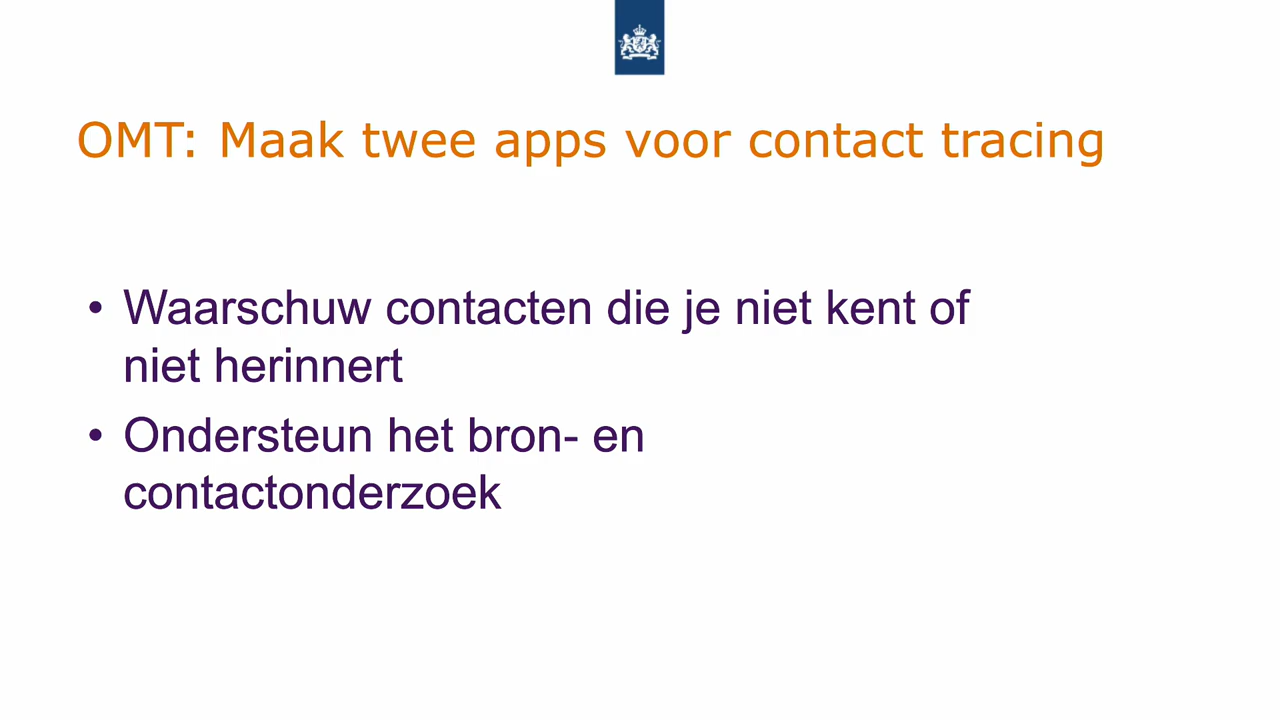 OMT: Maak twee apps voor contact tracing
• Waarschuw contacten die je niet kent of
niet herinnert
• Ondersteun het bron- en
contactonderzoek